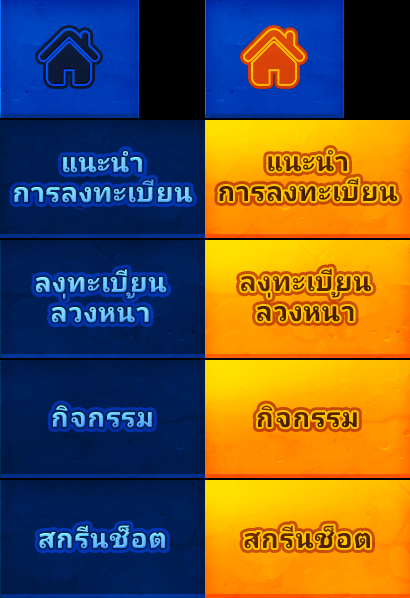 แนะนำ
การลงทะเบียน
แนะนำ
การลงทะเบียน
ลงทะเบียน
ล่วงหน้า
ลงทะเบียน
ล่วงหน้า
กิจกรรม
กิจกรรม
สกรีนช็อต
สกรีนช็อต